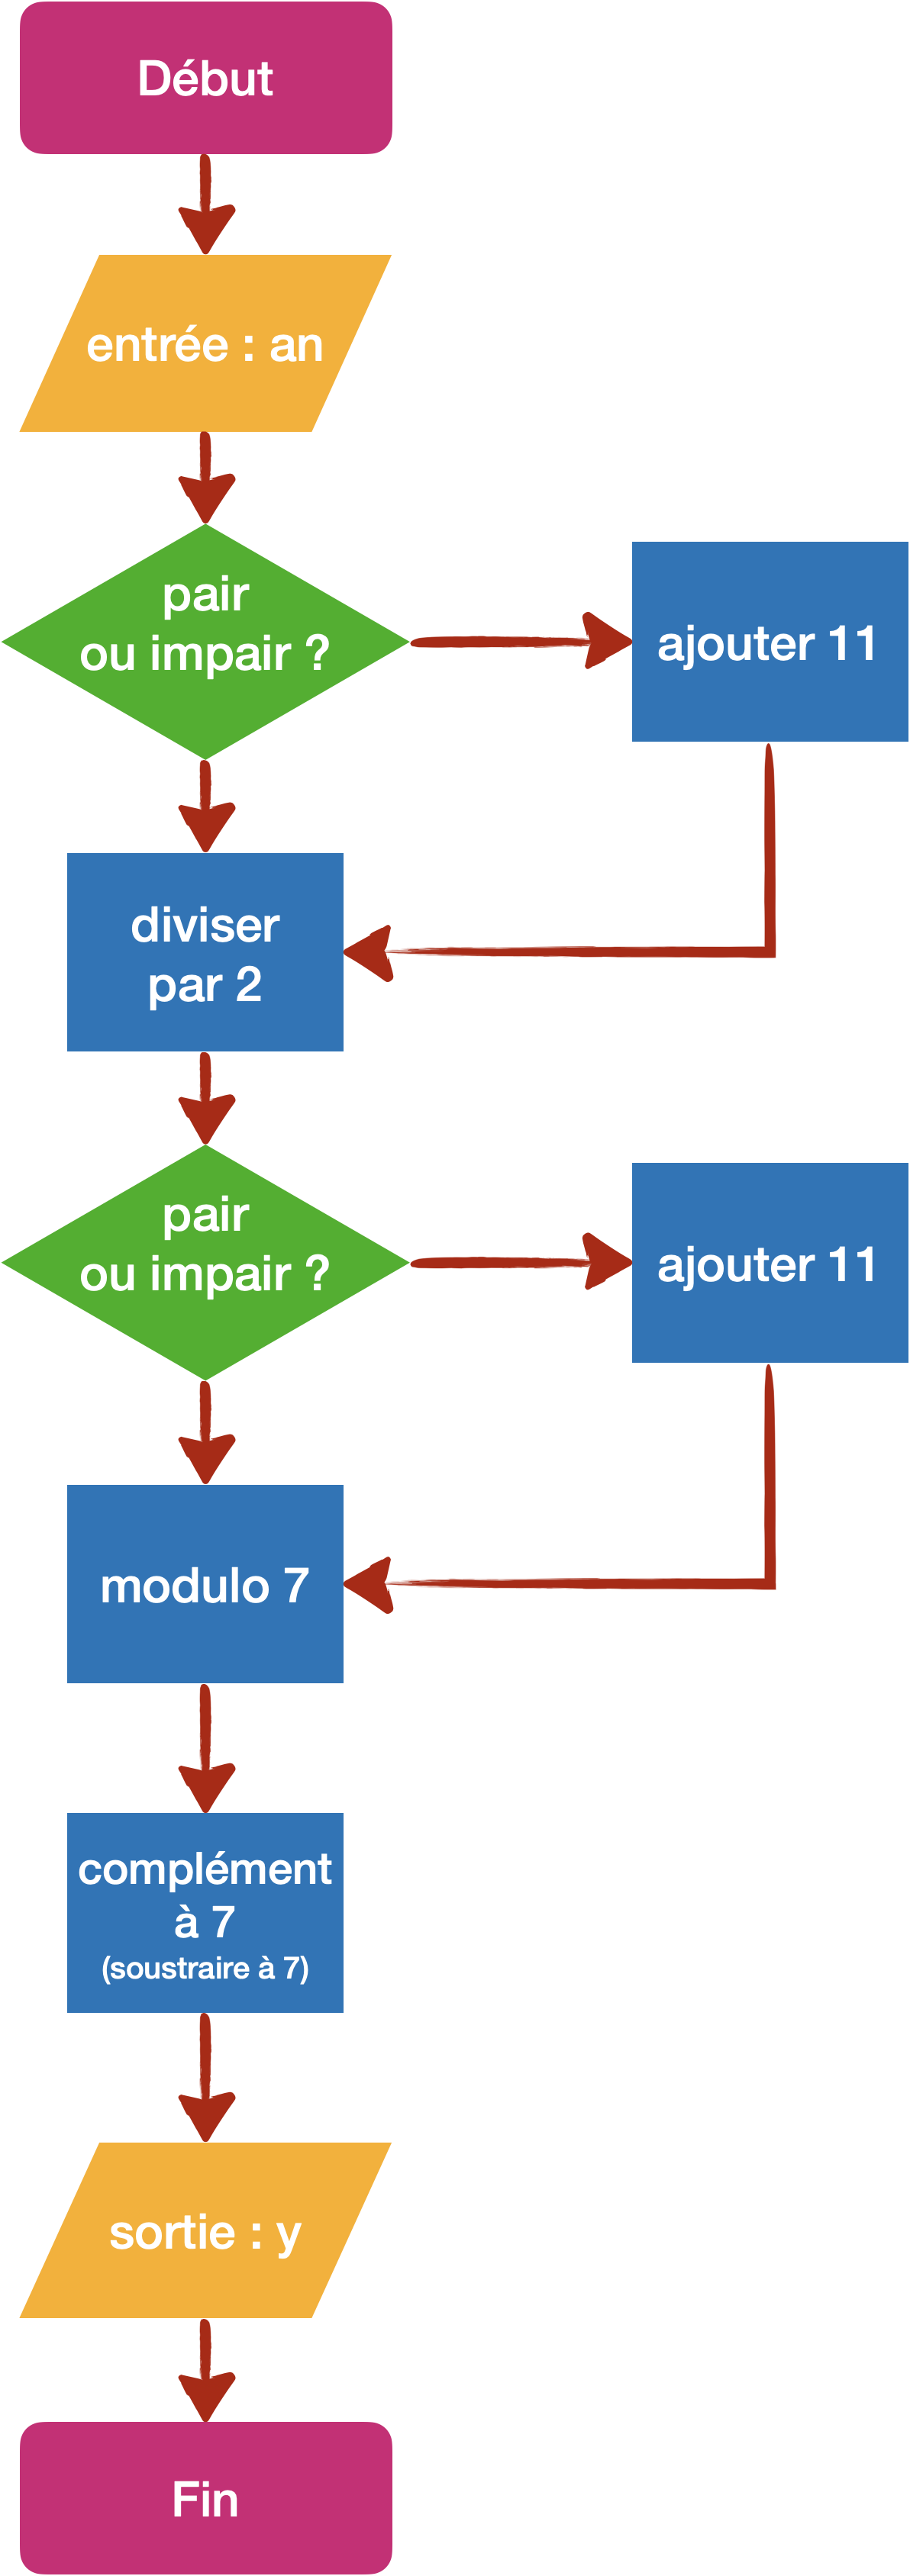 Début
entrée : an
pair
ou impair ?
ajouter 11
diviser
par 2
pair
ou impair ?
ajouter 11
modulo 7
complément
à 7
(soustraire à 7)
sortie : y
Fin